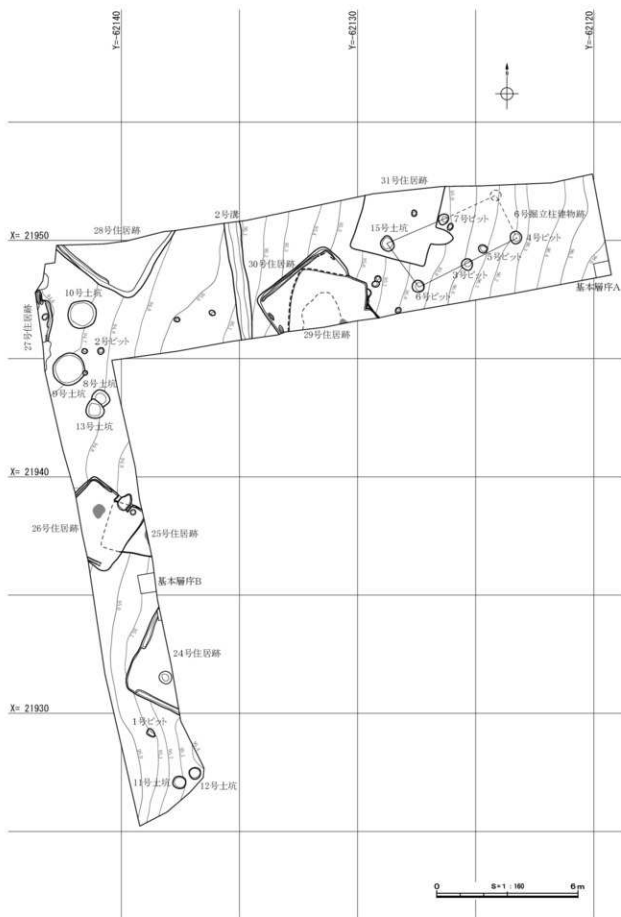 Y=-62140
Y=-62130
Y=-62120
31号住居跡
2号溝
6号掘立柱建物跡
28号住居跡
7号ピット
15号土坑
4号ピット
X= 21950
5号ピット
30号住居跡
3号ピット
6号ピット
基本層序A
10号土坑
27号住居跡
29号住居跡
2号ピット
8号土坑
9号土坑
13号土坑
X= 21940
26号住居跡
25号住居跡
基本層序B
24号住居跡
X= 21930
1号ピット
11号土坑
12号土坑
0 S=1:160 6m